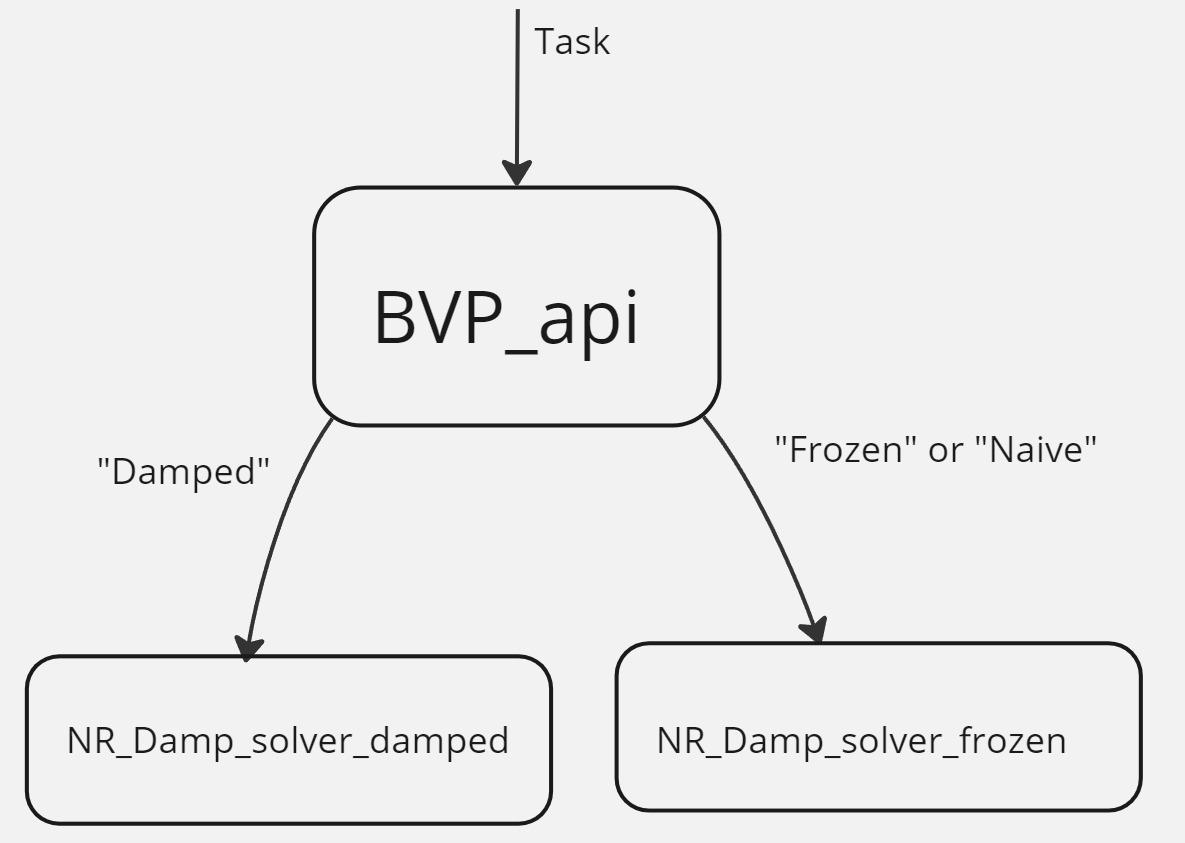 Task
BVP_api
"Damped"
"Frozen" or "Naive"
NR_Damp_solver_damped
NR_Damp_solver_frozen